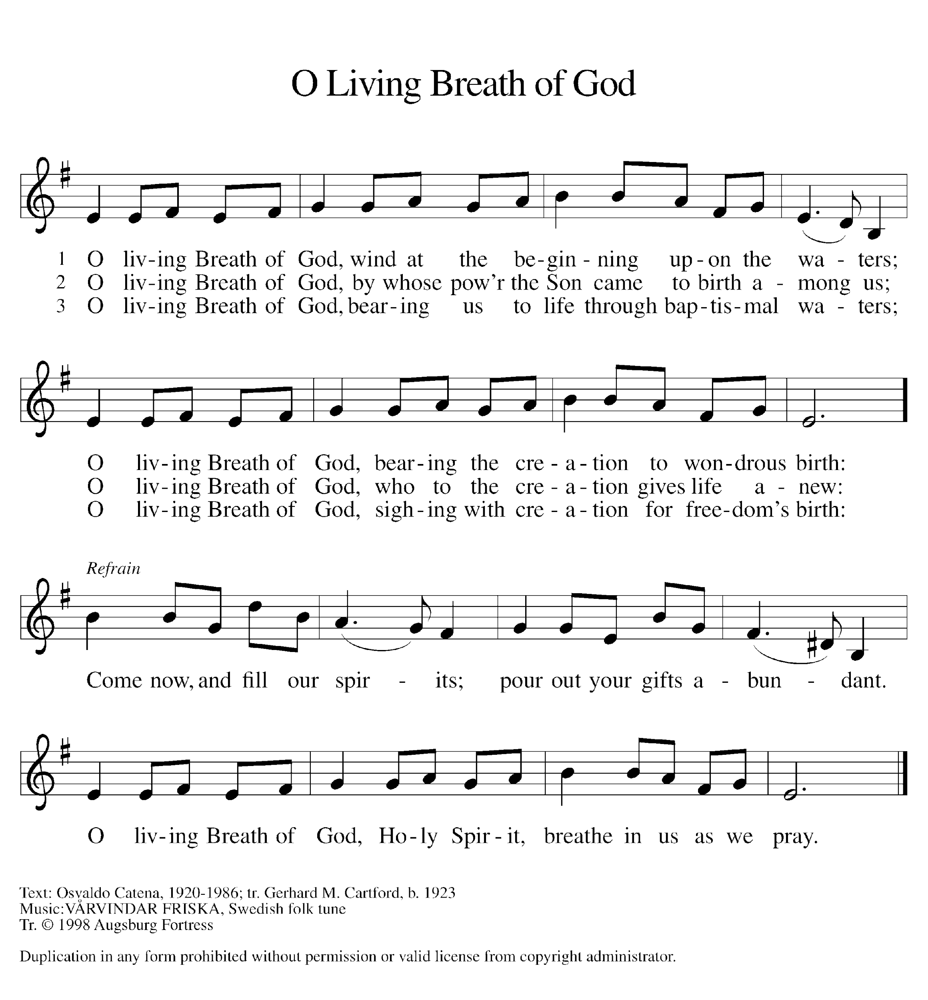 O Living Breath of God
1 O liv-ing Breath of God, wind at the be-gin - ning up-on the wa - ters;
2 O liv-ing Breath of God, by whose pow'r the Son came to birth a - mong us;
3 O liv-ing Breath of God, bear-ing us to life through bap-tis-mal wa - ters;
O liv-ing Breath of God, bear-ing the cre - a - tion to won-drous birth:
O liv-ing Breath of God, who to the cre - a - tion gives life a - new:
O liv-ing Breath of God, sigh-ing with cre - a - tion for free-dom's birth:
Refrain
Come now, and fill our spir - its; pour out your gifts a - bun - dant.
O liv-ing Breath of God, Ho-ly Spir - it, breathe in us as we pray.
Text: Osvaldo Catena, 1920-1986; tr. Gerhard M. Cartford, b. 1923
Music:VÅRVINDAR FRISKA, Swedish folk tune
Tr. © 1998 Augsburg Fortress
Duplication in any form prohibited without permission or valid license from copyright administrator.